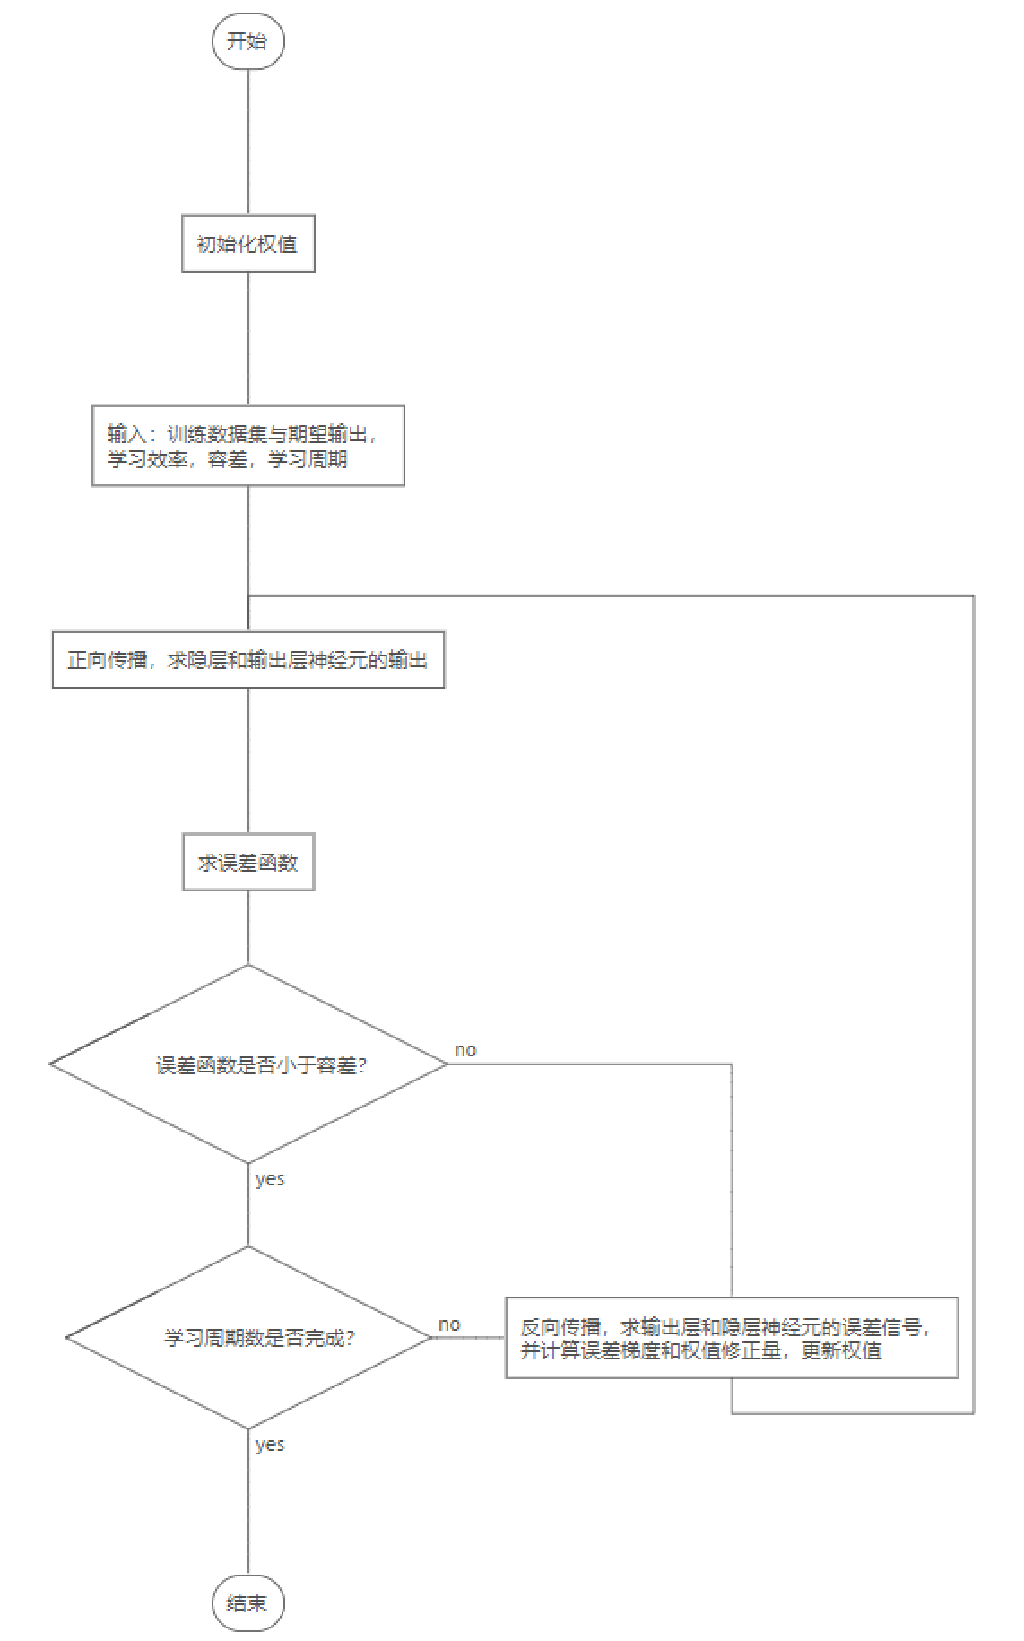 开始
初始化权值
输入：训练数据集与期望输出，
学习效率，容差，学习周期
正向传播，求隐层和输出层神经元的输出
求误差函数
误差函数是否小于容差？
no
yes
学习周期数是否完成？
no
反向传播，求输出层和隐层神经元的误差信号，
并计算误差梯度和权值修正量，更新权值
yes
结束